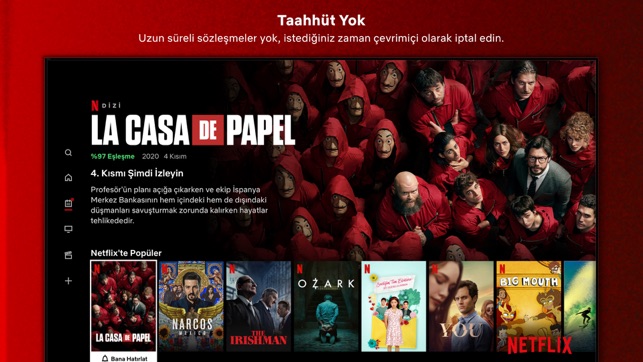 Taahhüt Yok
Uzun süreli sözleşmeler yok, istediğiniz zaman çevrimiçi olarak iptal edin.
N DİZİ
LA CASA DE PAPEL
%97 Eşleşme 2020 4 Kısım
4. Kısmı Şimdi İzleyin
Profesör'ün planı açığa çıkarken ve ekip İspanya
Merkez Bankasının hem içindeki hem de dışındaki
düşmanları savuşturmak zorunda kalırken hayatlar
tehlikededir.
Netflix'te Popüler
N
LA CASA DE PAPEL
N
NARCOS
MEXICO
N
THE
IRISHMAN
N
OZARK
N
N
YOU
N
BIG MOUTH
NETFLIX
Bana Hatırlat